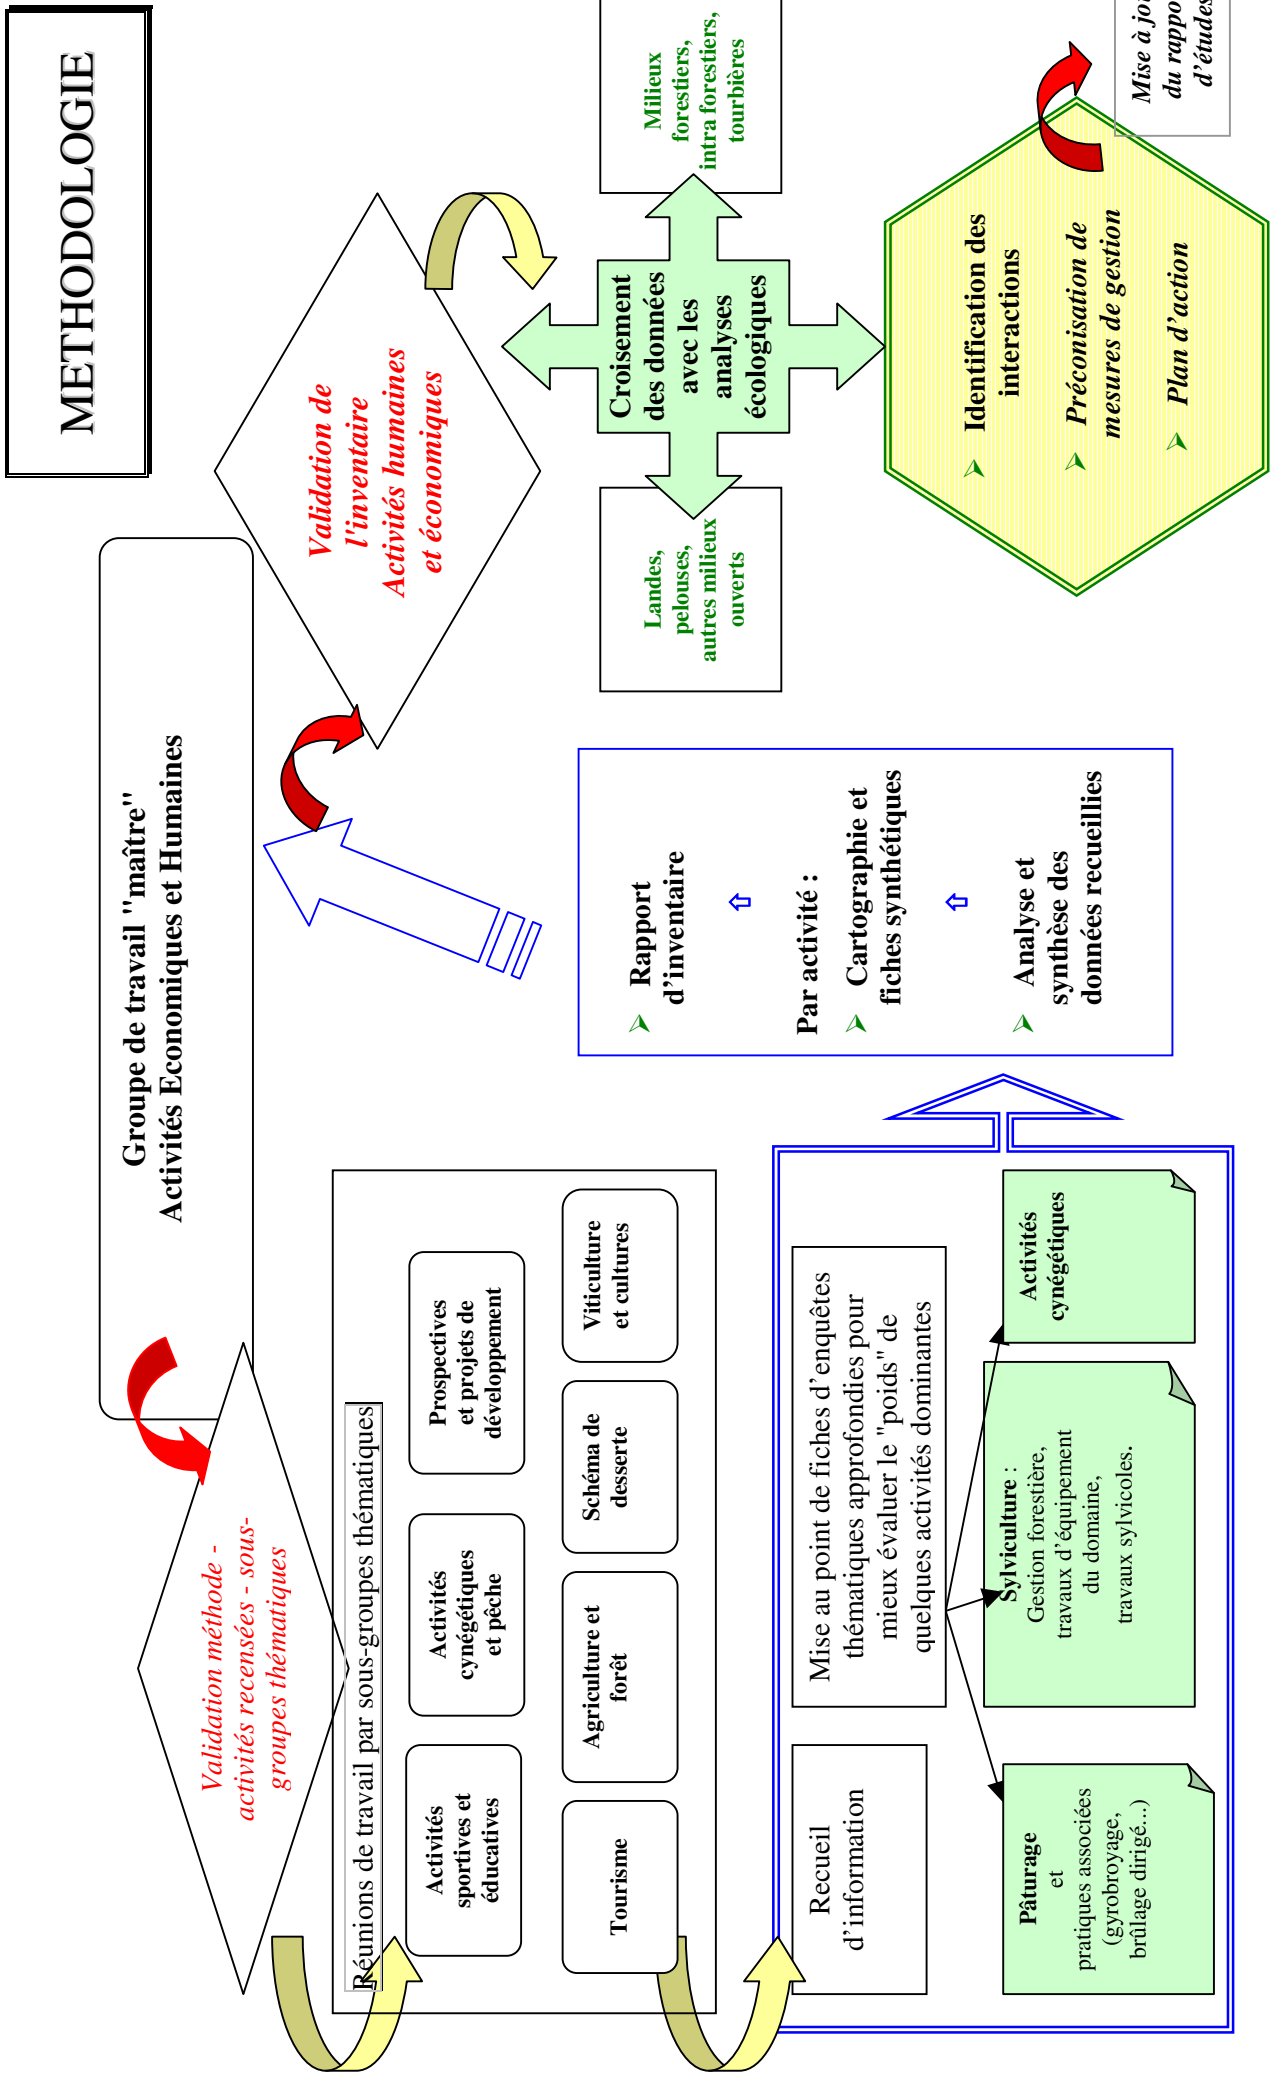 METHODOLOGIE
Groupe de travail "maître"
Activités Economiques et Humaines
Validation méthode -
activités recensées - sous-
groupes thématiques
Réunions de travail par sous-groupes thématiques
Activités
sportives et
éducatives
Activités
cynégétiques
et pêche
Prospectives
et projets de
développement
Tourisme
Agriculture et
forêt
Schéma de
desserte
Viticulture
et cultures
Recueil
d'information
Mise au point de fiches d'enquêtes
thématiques approfondies pour
mieux évaluer le "poids" de
quelques activités dominantes
Pâturage
et
pratiques associées
(gyrobroyage,
brûlage dirigé...)
Sylviculture :
Gestion forestière,
travaux d'équipement
du domaine,
travaux sylvicoles.
Activités
cynégétiques
Rapport
d'inventaire
Par activité :
Cartographie et
fiches synthétiques
Analyse et
synthèse des
données recueillies
Validation de
l'inventaire
Activités humaines
et économiques
Landes,
pelouses,
autres milieux
ouverts
Croisement
des données
avec les
analyses
écologiques
Milieux
forestiers,
intra forestiers,
tourbières
Identification des
interactions
Préconisation de
mesures de gestion
Plan d'action
Mise à jou
du rappo
d'études